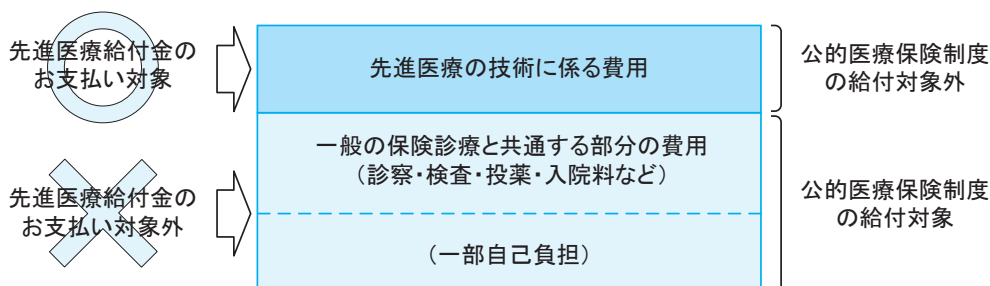 先進医療給付金の
お支払い対象
先進医療の技術に係る費用
公的医療保険制度
の給付対象外
一般の保険診療と共通する部分の費用
（診察・検査・投薬・入院料など）
先進医療給付金の
お支払い対象外
（一部自己負担）
公的医療保険制度
の給付対象